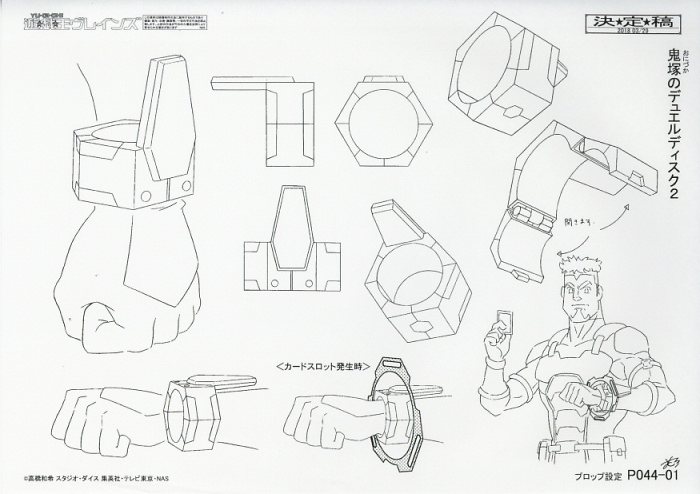 YU-GI-OH!
遊☆戯☆王ヴレインズ
決★定★稿
2018 03/29
おにづか
鬼塚のデュエルディスク2
開きます.
＜カードスロット発生時＞
©高橋和希 スタジオ・ダイス 集英社・テレビ東京・NAS
プロップ設定 P044-01